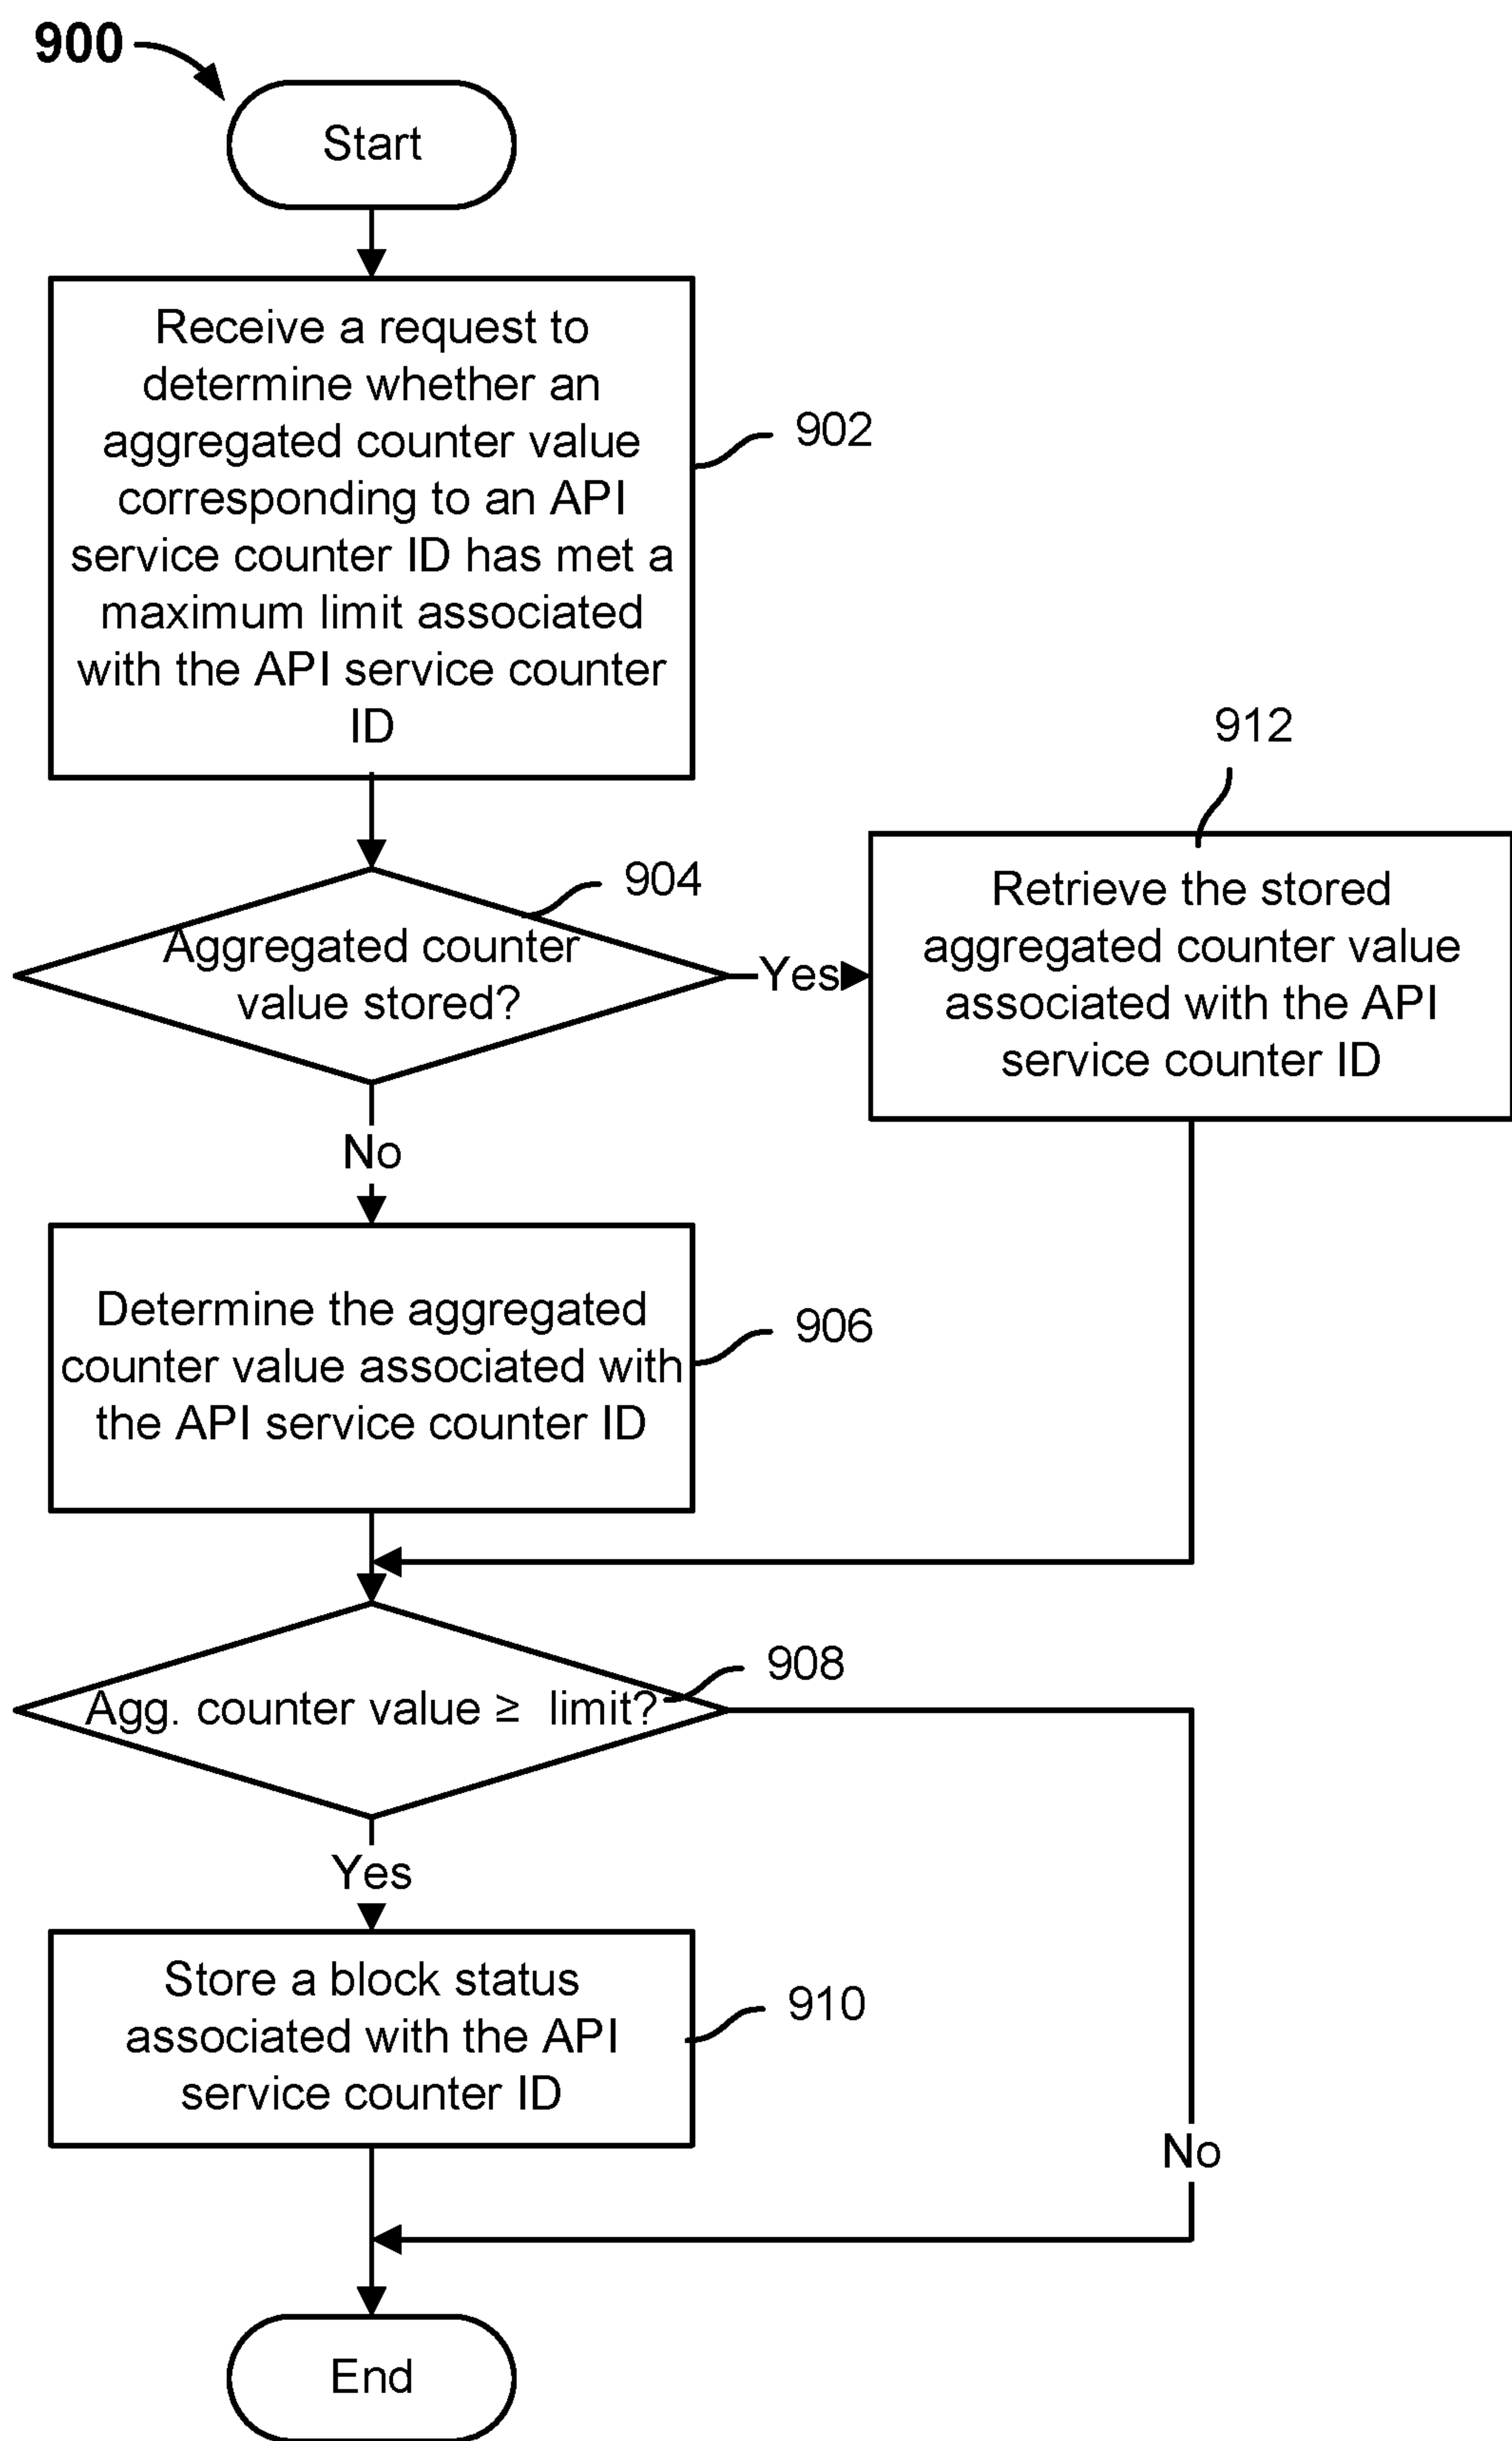 900
Start
Receive a request to
determine whether an
aggregated counter value
corresponding to an API
service counter ID has met a
maximum limit associated
with the API service counter
ID
902
904
Aggregated counter
value stored?
Yes
912
Retrieve the stored
aggregated counter value
associated with the API
service counter ID
No
Determine the aggregated
counter value associated with
the API service counter ID
906
908
Agg. counter value ≥ limit?
Yes
Store a block status
associated with the API
service counter ID
910
No
End